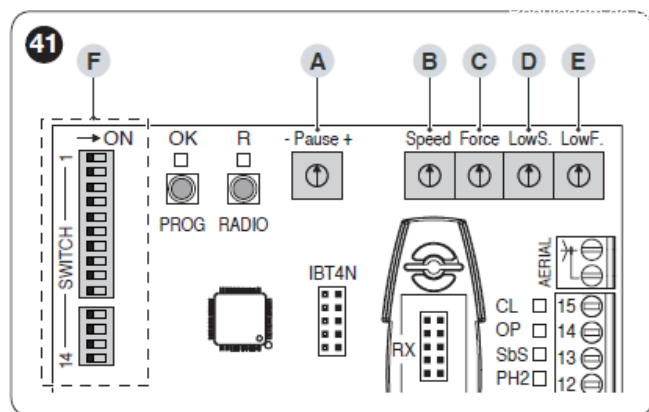 41
F
A
B
C
D
E
→ ON
OK
R
- Pause +
Speed
Force
LowS.
LowF.
1
SWITCH
14
PROG
RADIO
IBT4N
RX
AERIAL
CL
15
OP
14
SbS
13
PH2
12